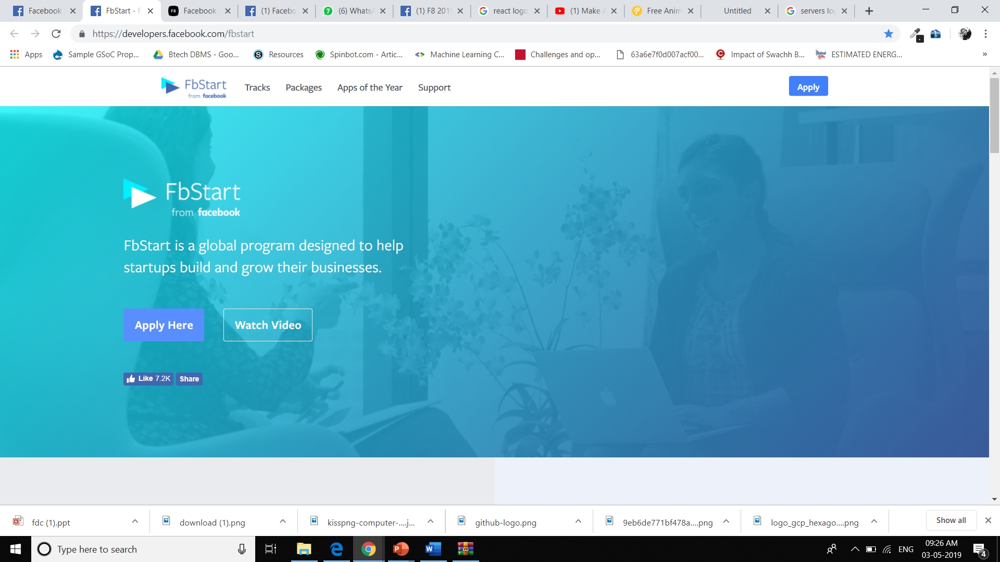 Facebook
FbStart - F
Facebook
(1) Facebo
(6) WhatsA
(1) F8 2019
react logo
(1) Make A
Free Anim
Untitled
servers log
https://developers.facebook.com/fbstart
Apps
Sample GSoC Prop...
Btech DBMS - Goo...
Resources
Spinbot.com - Artic...
Machine Learning C...
Challenges and op...
63a6e7f0d007acf00...
Impact of Swachh B...
ESTIMATED ENERG...
»
FbStart
from facebook
Tracks
Packages
Apps of the Year
Support
Apply
FbStart
from facebook
FbStart is a global program designed to help
startups build and grow their businesses.
Apply Here
Watch Video
Like 7.2K
Share
fdc (1).ppt
download (1).png
kisspng-computer-....j...
github-logo.png
9eb6de771bf478a....png
logo_gcp_hexago....png
Show all
Type here to search
ENG
09:26 AM
03-05-2019
4